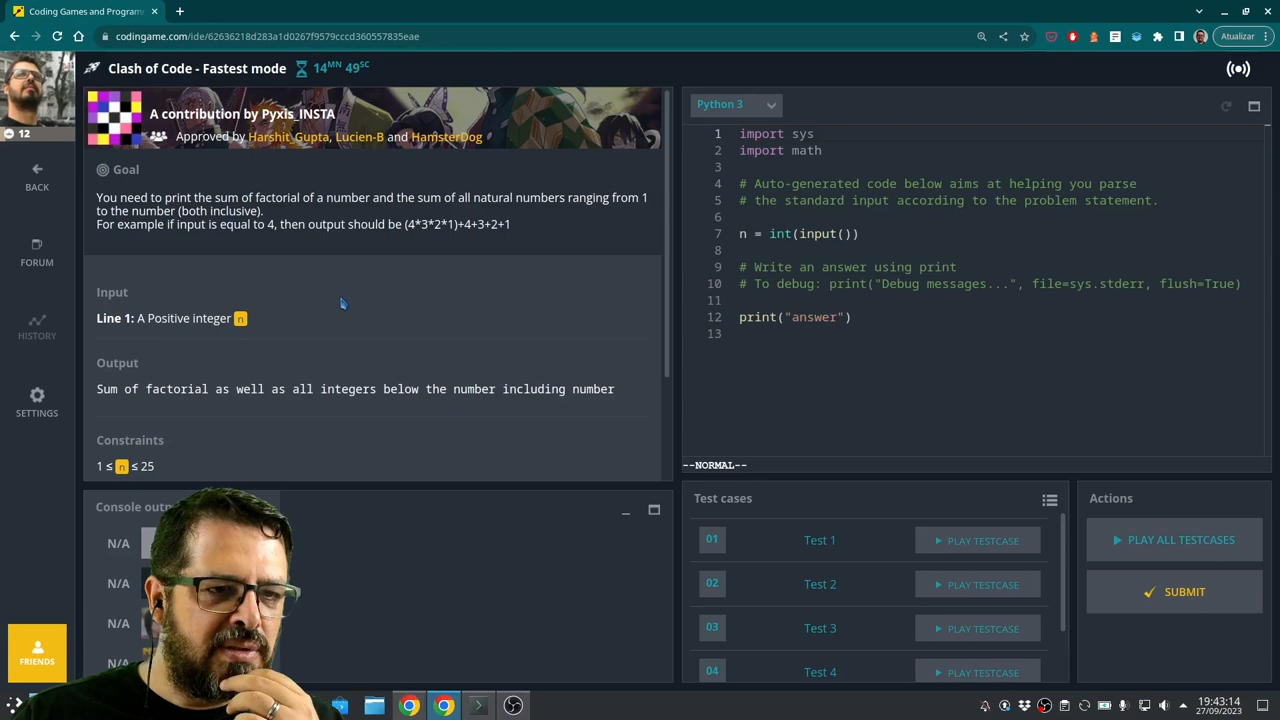 Coding Games and Programm
codingame.com/ide/62636218d283a1d0267f9579cccd360557835eae
Atualizar
12
BACK
FORUM
HISTORY
SETTINGS
FRIENDS
Clash of Code - Fastest mode
14MN 49SC
A contribution by Pyxis_INSTA
Approved by Harshit_Gupta, Lucien-B and HamsterDog
Goal
You need to print the sum of factorial of a number and the sum of all natural numbers ranging from 1
to the number (both inclusive).
For example if input is equal to 4, then output should be (4*3*2*1)+4+3+2+1
Input
Line 1: A Positive integer n
Output
Sum of factorial as well as all integers below the number including number
Constraints
1 ≤ n ≤ 25
Console outp
N/A
N/A
N/A
N/A
Python 3
1 import sys
2 import math
3
4 # Auto-generated code below aims at helping you parse
5 # the standard input according to the problem statement.
6
7 n = int(input())
8
9 # Write an answer using print
10 # To debug: print("Debug messages...", file=sys.stderr, flush=True)
11
12 print("answer")
13
--NORMAL--
Test cases
01 Test 1 PLAY TESTCASE
02 Test 2 PLAY TESTCASE
03 Test 3 PLAY TESTCASE
04 Test 4 PLAY TESTCASE
Actions
PLAY ALL TESTCASES
SUBMIT
19:43:14
27/09/2023